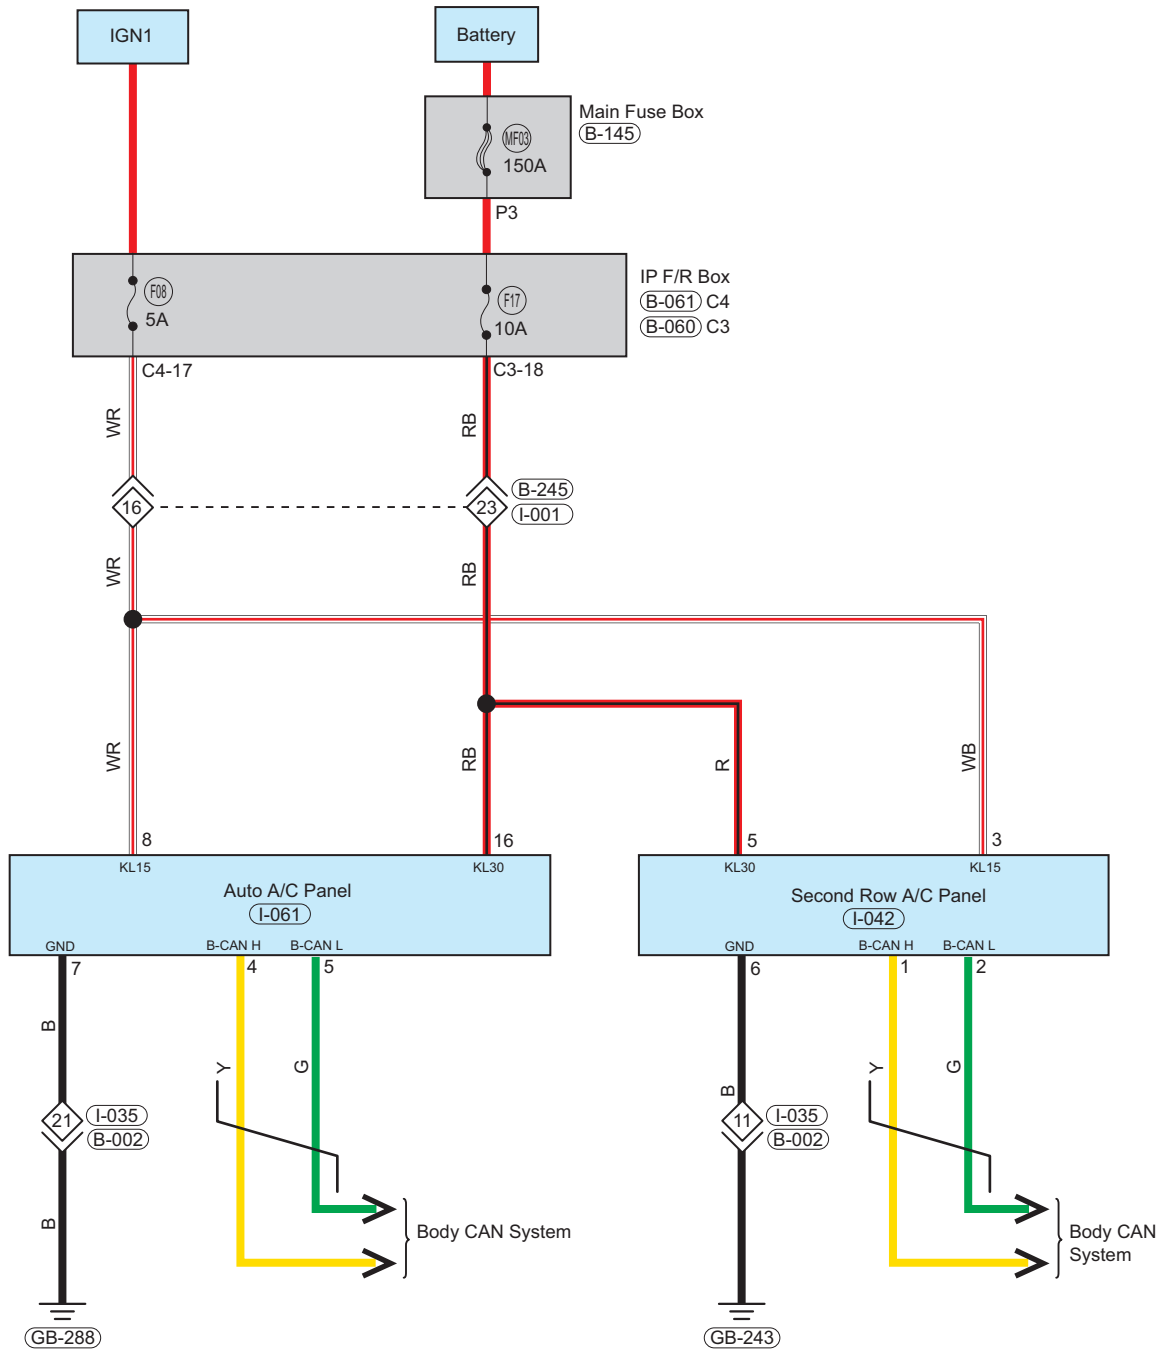 IGN1
Battery
Main Fuse Box
B-145
MF03
150A
P3
IP F/R Box
B-061 C4
B-060 C3
F08
5A
F17
10A
C4-17
C3-18
WR
RB
16
23
B-245
I-001
WR
RB
WR
RB
R
WB
8
16
5
3
KL15
KL30
KL30
KL15
Auto A/C Panel
I-061
Second Row A/C Panel
I-042
GND
B-CAN H
B-CAN L
GND
B-CAN H
B-CAN L
7
4
5
6
1
2
B
Y
G
B
Y
G
21
I-035
B-002
11
I-035
B-002
B
Body CAN System
Body CAN
System
GB-288
GB-243